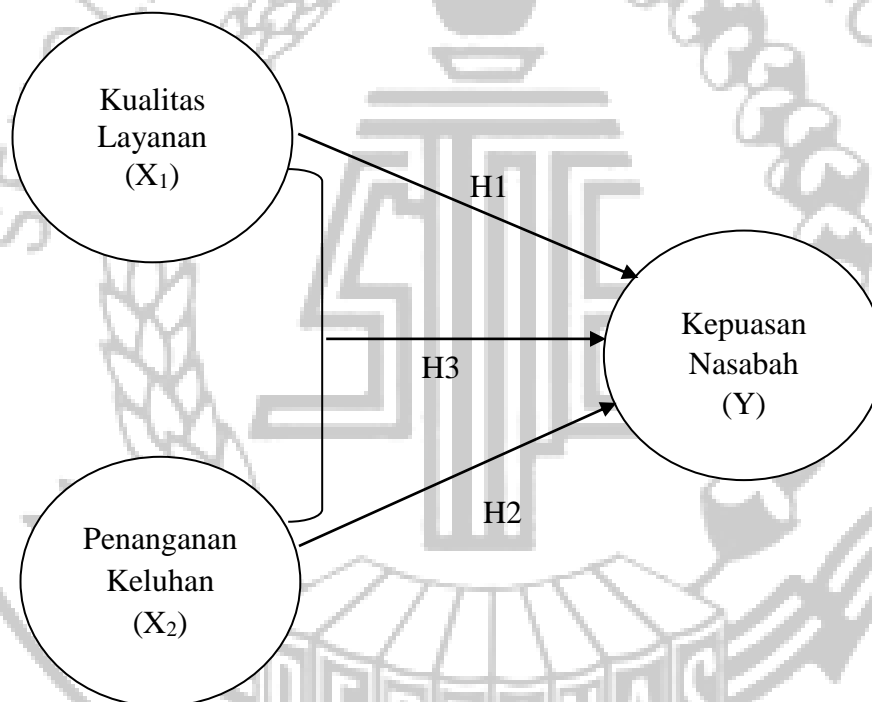 Kualitas
Layanan
(X₁)
H1
Kepuasan
Nasabah
(Y)
H3
H2
Penanganan
Keluhan
(X₂)